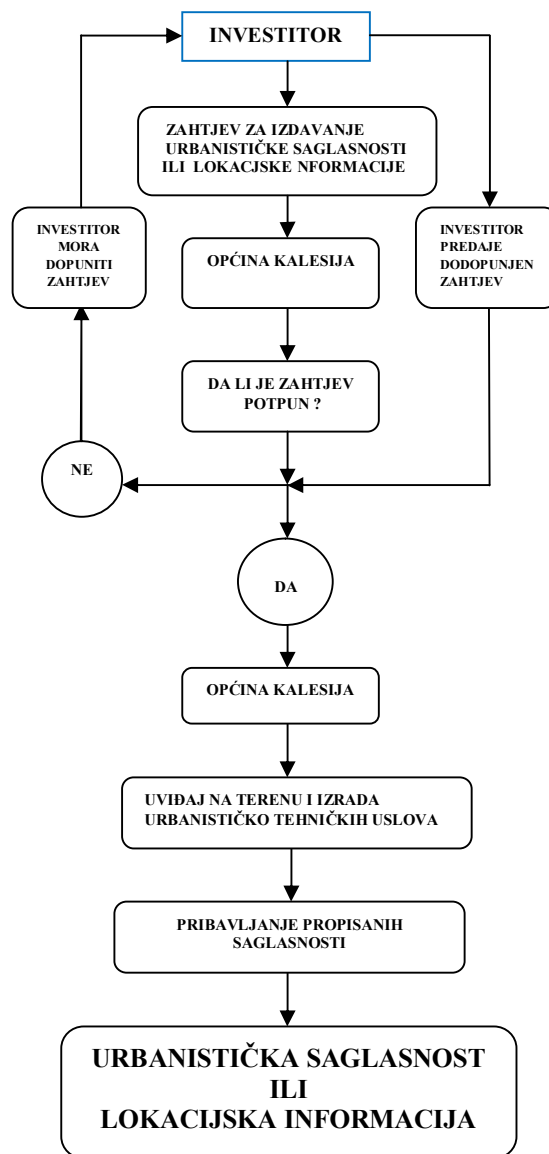 INVESTITOR
ZAHTJEV ZA IZDAVANJE
URBANISTIČKE SAGLASNOSTI
ILI LOKACJSKE NFORMACIJE
INVESTITOR
MORA
DOPUNITI
ZAHTJEV
OPĆINA KALESIJA
INVESTITOR
PREDAJE
DODOPUNJEN
ZAHTJEV
DA LI JE ZAHTJEV
POTPUN ?
NE
DA
OPĆINA KALESIJA
UVIĐAJ NA TERENU I IZRADA
URBANISTIČKO TEHNIČKIH USLOVA
PRIBAVLJANJE PROPISANIH
SAGLASNOSTI
URBANISTIČKA SAGLASNOST
ILI
LOKACIJSKA INFORMACIJA